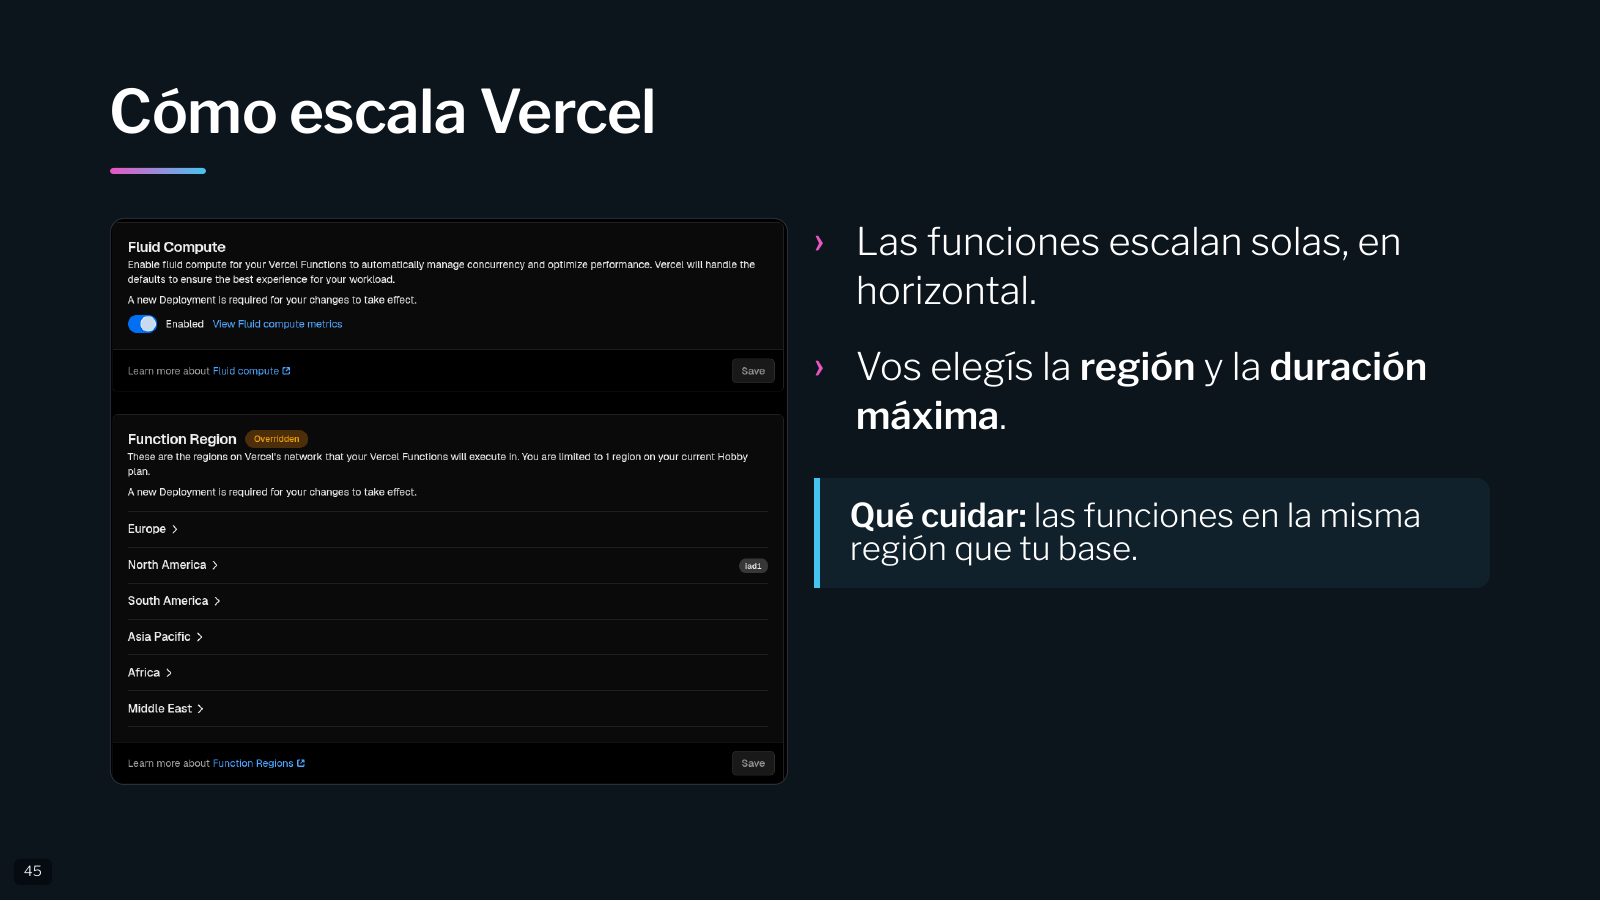 Cómo escala Vercel
Fluid Compute
Enable fluid compute for your Vercel Functions to automatically manage concurrency and optimize performance. Vercel will handle the
defaults to ensure the best experience for your workload.
A new Deployment is required for your changes to take effect.
Enabled View Fluid compute metrics
Learn more about Fluid compute
Save
Function Region Overridden
These are the regions on Vercel's network that your Vercel Functions will execute in. You are limited to 1 region on your current Hobby
plan.
A new Deployment is required for your changes to take effect.
Europe
North America
iad1
South America
Asia Pacific
Africa
Middle East
Learn more about Function Regions
Save
Las funciones escalan solas, en
horizontal.
Vos elegís la región y la duración
máxima.
Qué cuidar: las funciones en la misma
región que tu base.
45